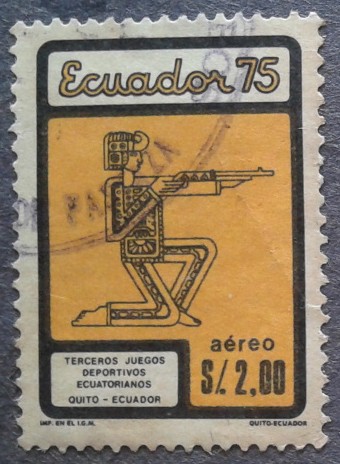 Ecuador 75
aéreo
S/. 2,00
TERCEROS JUEGOS
DEPORTIVOS
ECUATORIANOS
QUITO - ECUADOR
IMP. EN EL I.G.M.
QUITO-ECUADOR